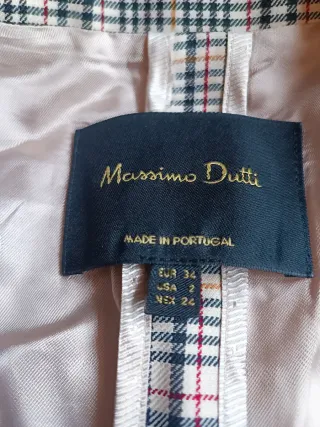 Massimo Dutti
MADE IN PORTUGAL
EUR 34
USA 2
MEX 24